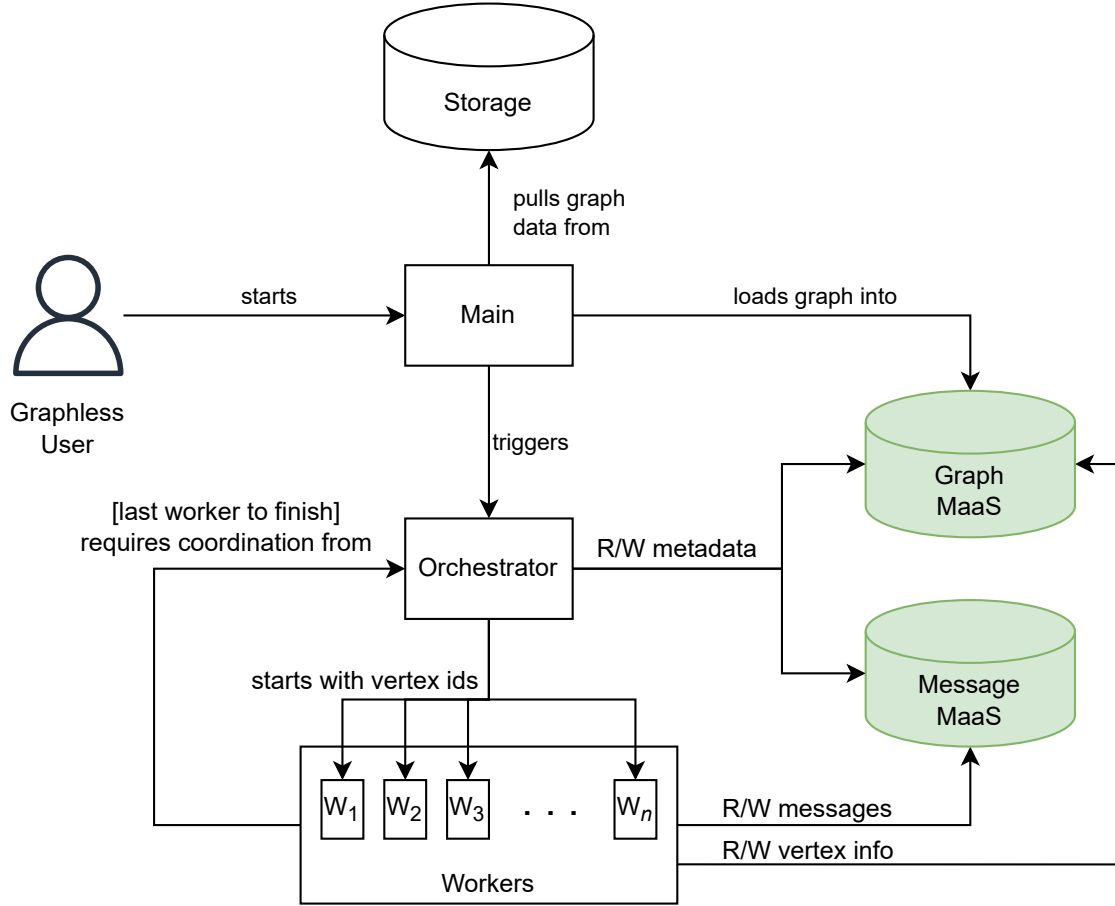 Storage
pulls graph
data from
starts
Main
loads graph into
Graphless
User
triggers
Graph
MaaS
[last worker to finish]
requires coordination from
Orchestrator
R/W metadata
Message
MaaS
starts with vertex ids
W1 W2 W3 . . . Wn
R/W messages
R/W vertex info
Workers